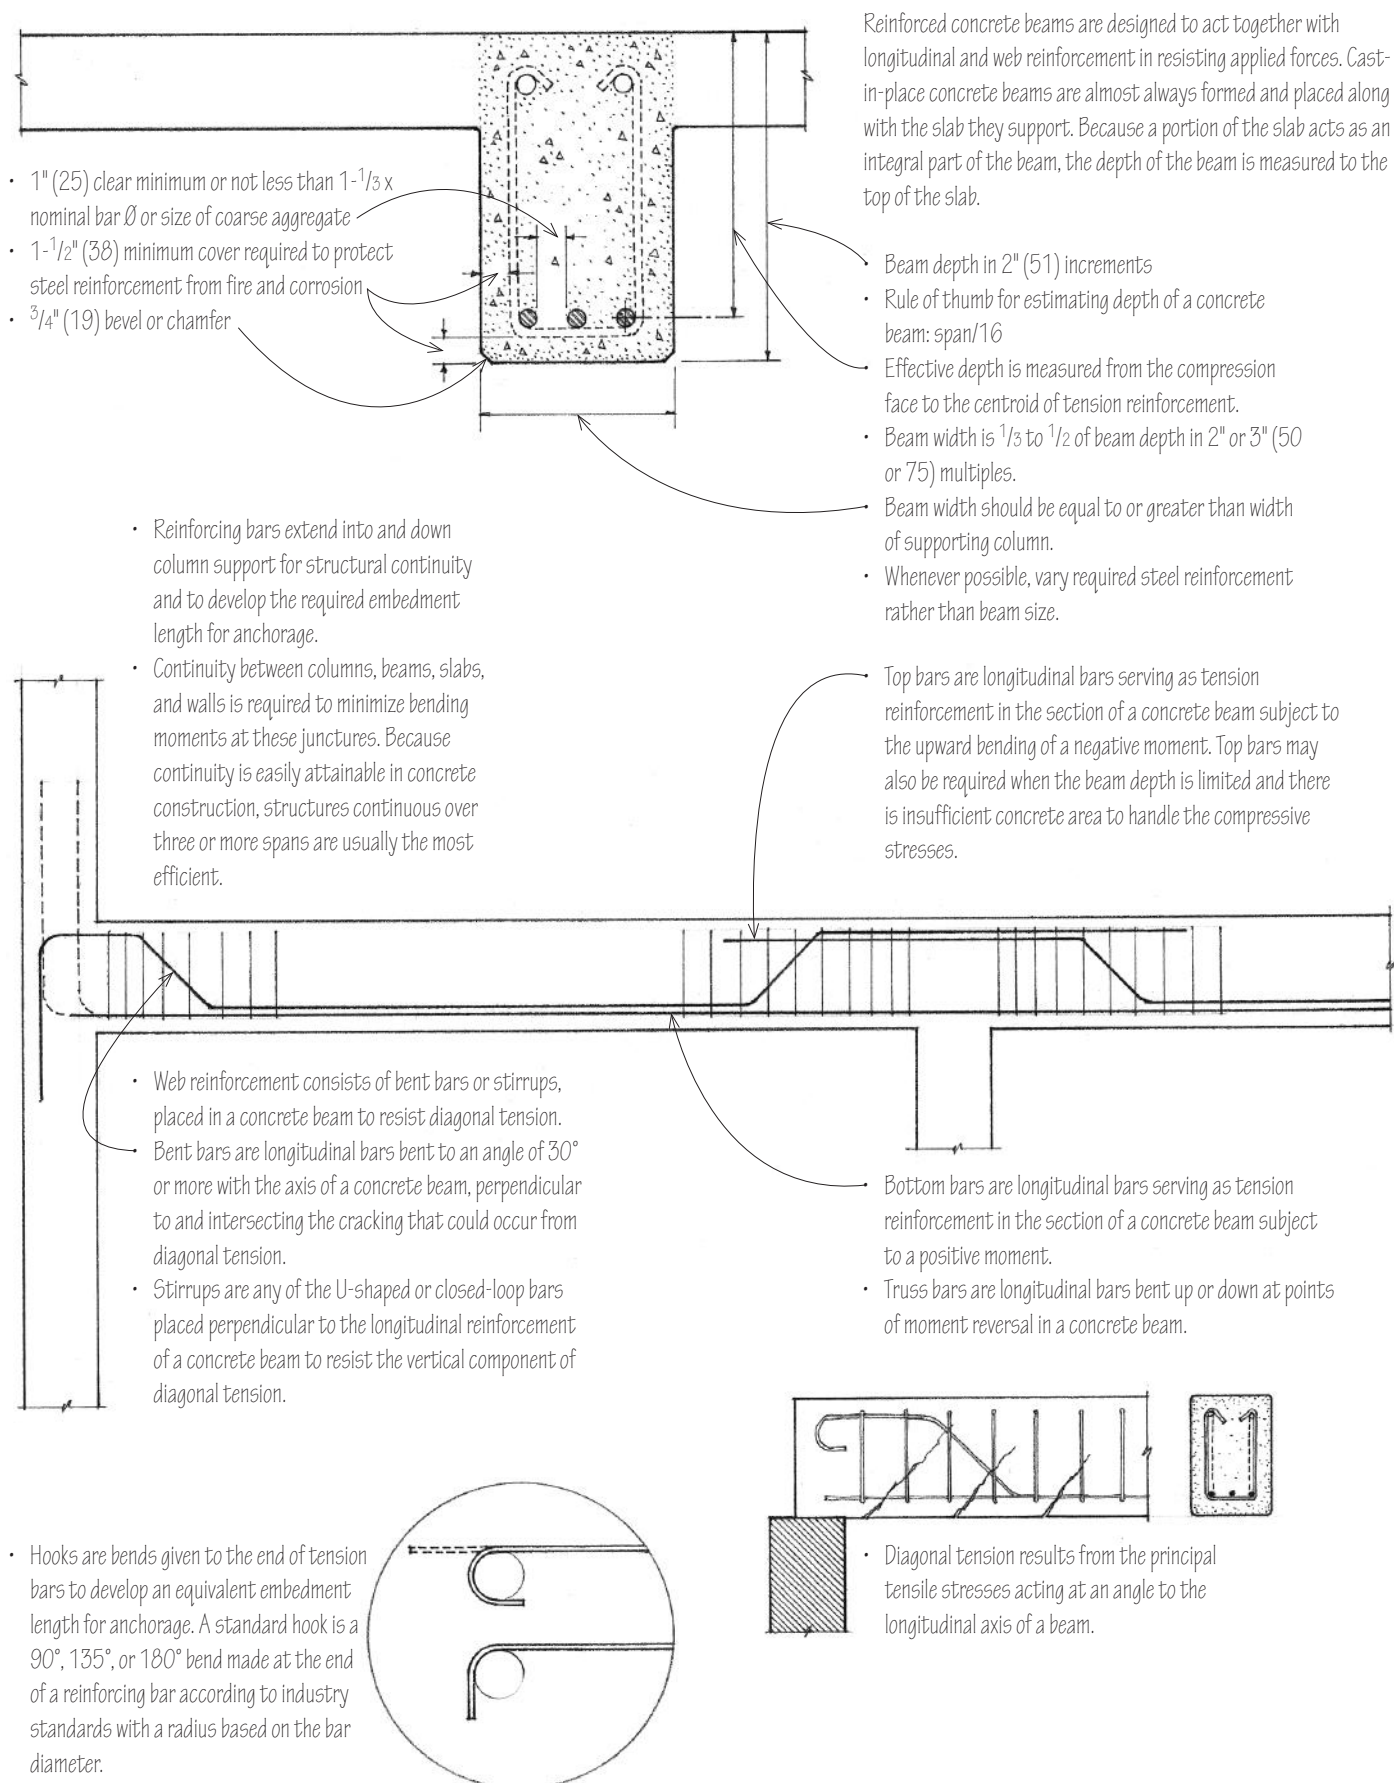 Reinforced concrete beams are designed to act together with
longitudinal and web reinforcement in resisting applied forces. Cast-
in-place concrete beams are almost always formed and placed along
with the slab they support. Because a portion of the slab acts as an
integral part of the beam, the depth of the beam is measured to the
top of the slab.
• 1" (25) clear minimum or not less than 1-1/3 x
nominal bar Ø or size of coarse aggregate
• 1-1/2" (38) minimum cover required to protect
steel reinforcement from fire and corrosion
• 3/4" (19) bevel or chamfer
• Beam depth in 2" (51) increments
• Rule of thumb for estimating depth of a concrete
beam: span/16
• Effective depth is measured from the compression
face to the centroid of tension reinforcement.
• Beam width is 1/3 to 1/2 of beam depth in 2" or 3" (50
or 75) multiples.
• Beam width should be equal to or greater than width
of supporting column.
• Whenever possible, vary required steel reinforcement
rather than beam size.
• Reinforcing bars extend into and down
column support for structural continuity
and to develop the required embedment
length for anchorage.
• Continuity between columns, beams, slabs,
and walls is required to minimize bending
moments at these junctures. Because
continuity is easily attainable in concrete
construction, structures continuous over
three or more spans are usually the most
efficient.
• Top bars are longitudinal bars serving as tension
reinforcement in the section of a concrete beam subject to
the upward bending of a negative moment. Top bars may
also be required when the beam depth is limited and there
is insufficient concrete area to handle the compressive
stresses.
• Web reinforcement consists of bent bars or stirrups,
placed in a concrete beam to resist diagonal tension.
• Bent bars are longitudinal bars bent to an angle of 30°
or more with the axis of a concrete beam, perpendicular
to and intersecting the cracking that could occur from
diagonal tension.
• Stirrups are any of the U-shaped or closed-loop bars
placed perpendicular to the longitudinal reinforcement
of a concrete beam to resist the vertical component of
diagonal tension.
• Bottom bars are longitudinal bars serving as tension
reinforcement in the section of a concrete beam subject
to a positive moment.
• Truss bars are longitudinal bars bent up or down at points
of moment reversal in a concrete beam.
• Hooks are bends given to the end of tension
bars to develop an equivalent embedment
length for anchorage. A standard hook is a
90°, 135°, or 180° bend made at the end
of a reinforcing bar according to industry
standards with a radius based on the bar
diameter.
• Diagonal tension results from the principal
tensile stresses acting at an angle to the
longitudinal axis of a beam.